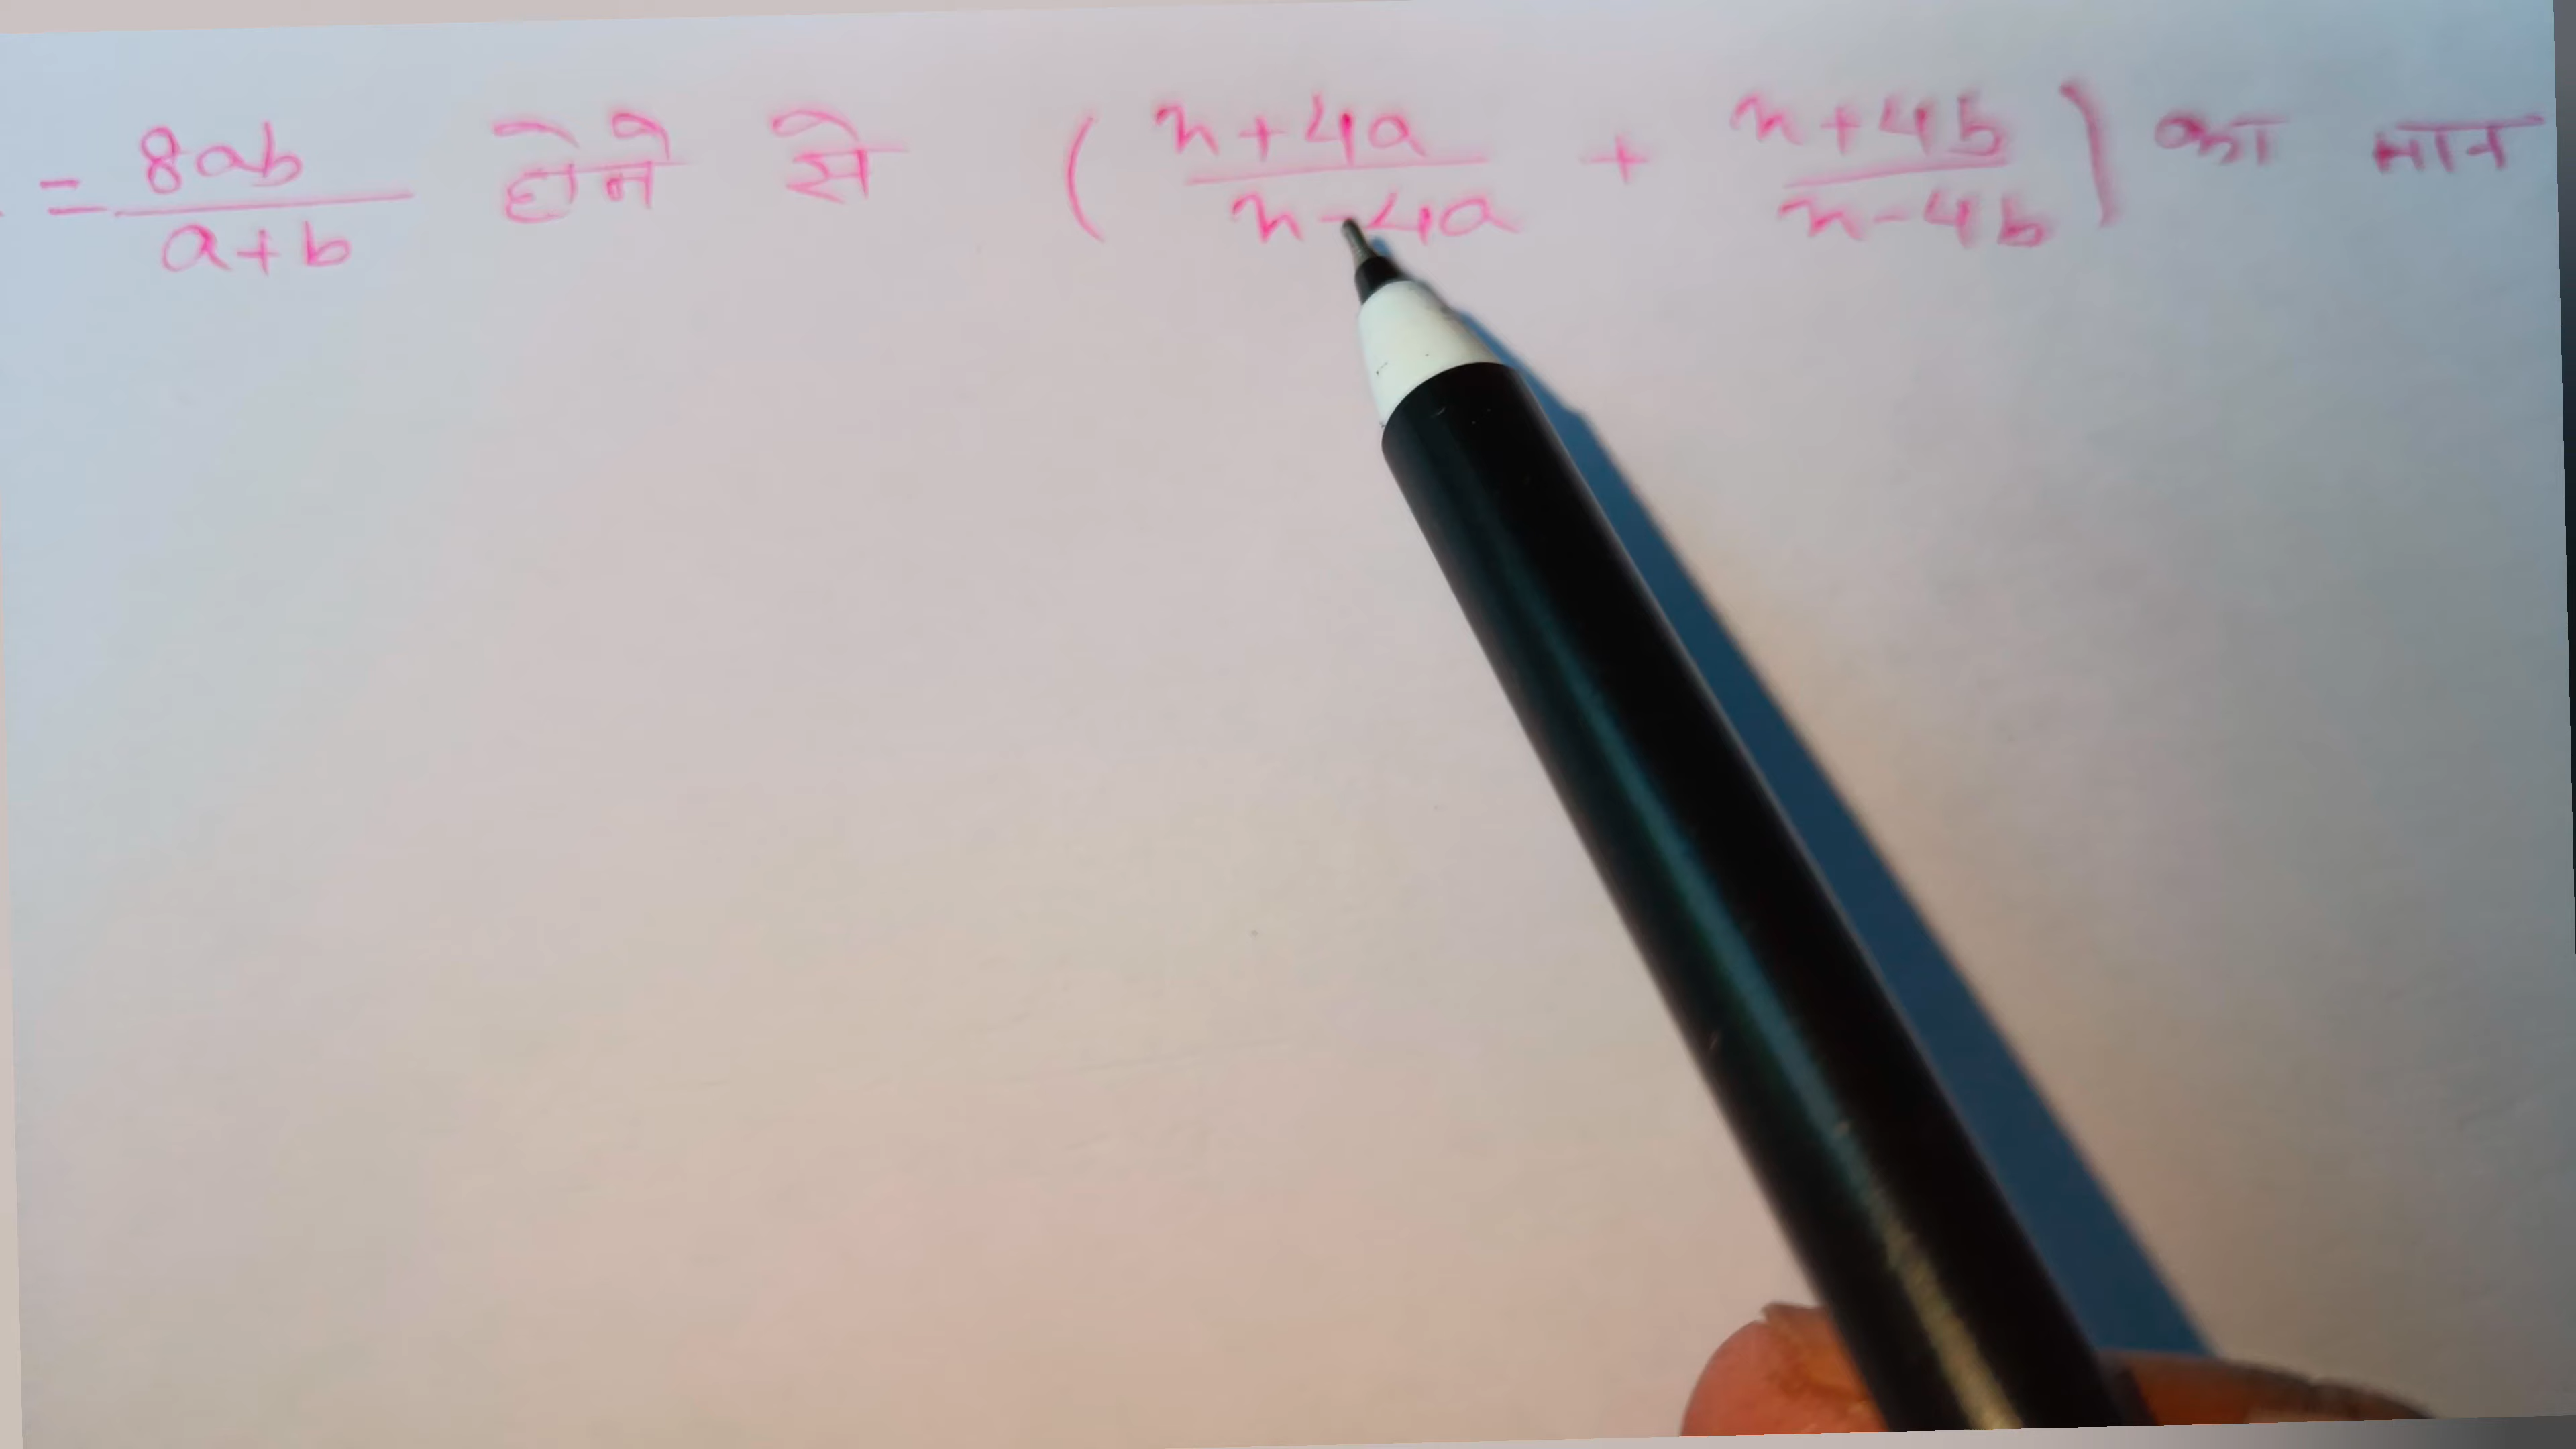 = 8ab / a+b होने से ( x+4a / x-4a + x+4b / x-4b ) का मान